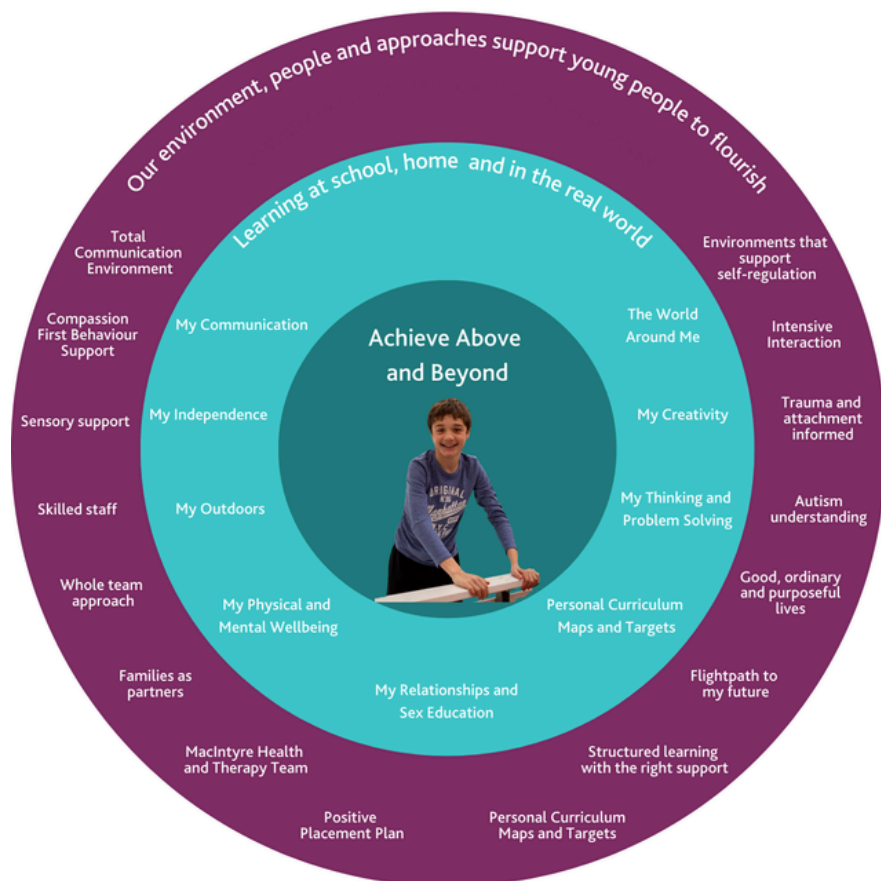 Our environment, people and approaches support young people to flourish
Learning at school, home and in the real world
Achieve Above
and Beyond
My Communication
My Independence
My Outdoors
My Physical and
Mental Wellbeing
My Relationships and
Sex Education
Personal Curriculum
Maps and Targets
My Thinking and
Problem Solving
My Creativity
The World
Around Me
Total
Communication
Environment
Compassion
First Behaviour
Support
Sensory support
Skilled staff
Whole team
approach
Families as
partners
MacIntyre Health
and Therapy Team
Positive
Placement Plan
Personal Curriculum
Maps and Targets
Structured learning
with the right support
Flightpath to
my future
Good, ordinary
and purposeful
lives
Autism
understanding
Trauma and
attachment
informed
Intensive
Interaction
Environments that
support
self-regulation
ORIGINAL